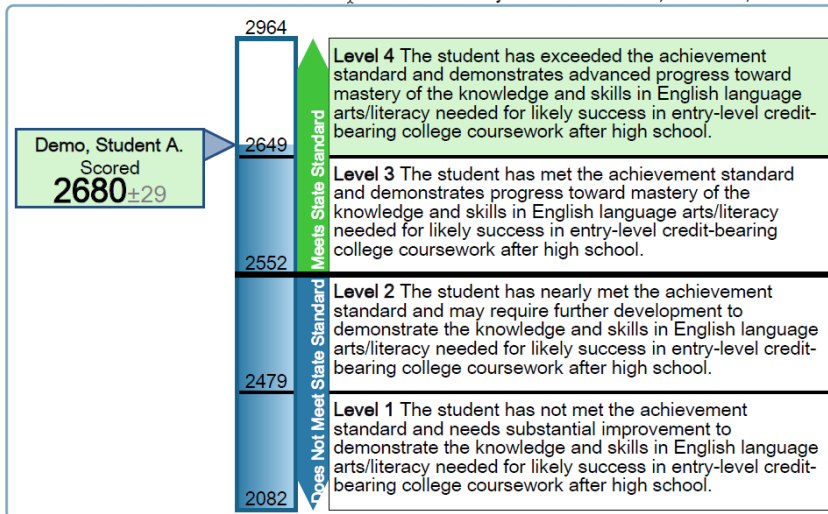 2964
Level 4 The student has exceeded the achievement
standard and demonstrates advanced progress toward
mastery of the knowledge and skills in English language
arts/literacy needed for likely success in entry-level credit-
bearing college coursework after high school.
Demo, Student A.
Scored
2680±29
2649
Meets State Standard
Level 3 The student has met the achievement standard
and demonstrates progress toward mastery of the
knowledge and skills in English language arts/literacy
needed for likely success in entry-level credit-bearing
college coursework after high school.
2552
Level 2 The student has nearly met the achievement
standard and may require further development to
demonstrate the knowledge and skills in English language
arts/literacy needed for likely success in entry-level credit-
bearing college coursework after high school.
2479
Does Not Meet State Standard
Level 1 The student has not met the achievement
standard and needs substantial improvement to
demonstrate the knowledge and skills in English language
arts/literacy needed for likely success in entry-level credit-
bearing college coursework after high school.
2082